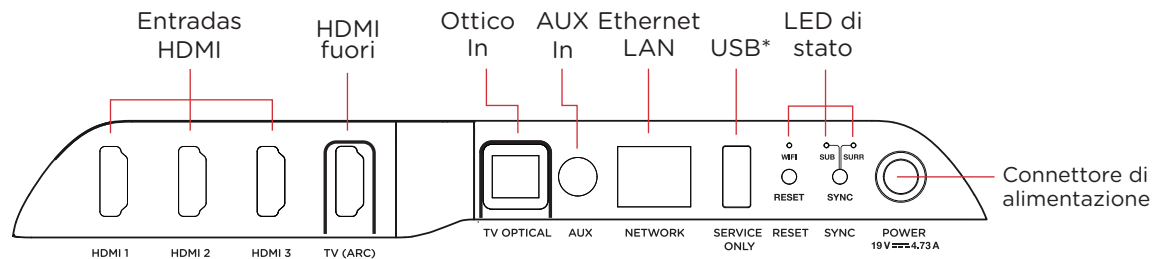 Entradas
HDMI
HDMI
fuori
Ottico
In
AUX
In
Ethernet
LAN
USB*
LED di
stato
WIFI
SUB
SURR
RESET
SYNC
Connettore di
alimentazione
HDMI 1
HDMI 2
HDMI 3
TV (ARC)
TV OPTICAL
AUX
NETWORK
SERVICE
ONLY
RESET
SYNC
POWER
19 V⎓4.73 A